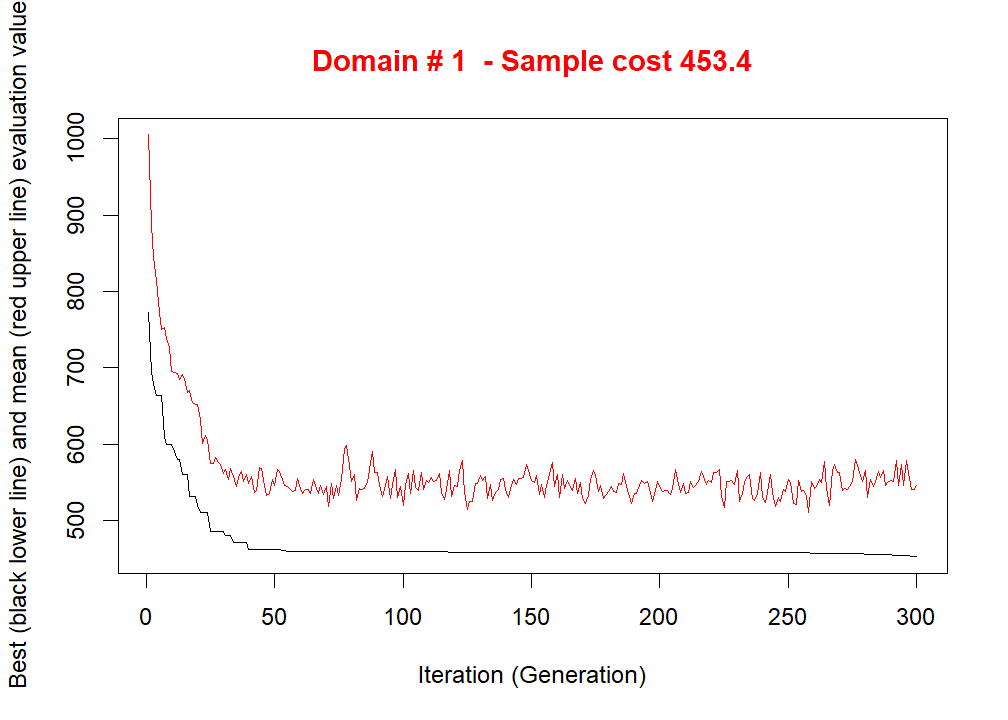 Domain # 1  - Sample cost 453.4
Best (black lower line) and mean (red upper line) evaluation value
1000
900
800
700
600
500
0 50 100 150 200 250 300
Iteration (Generation)